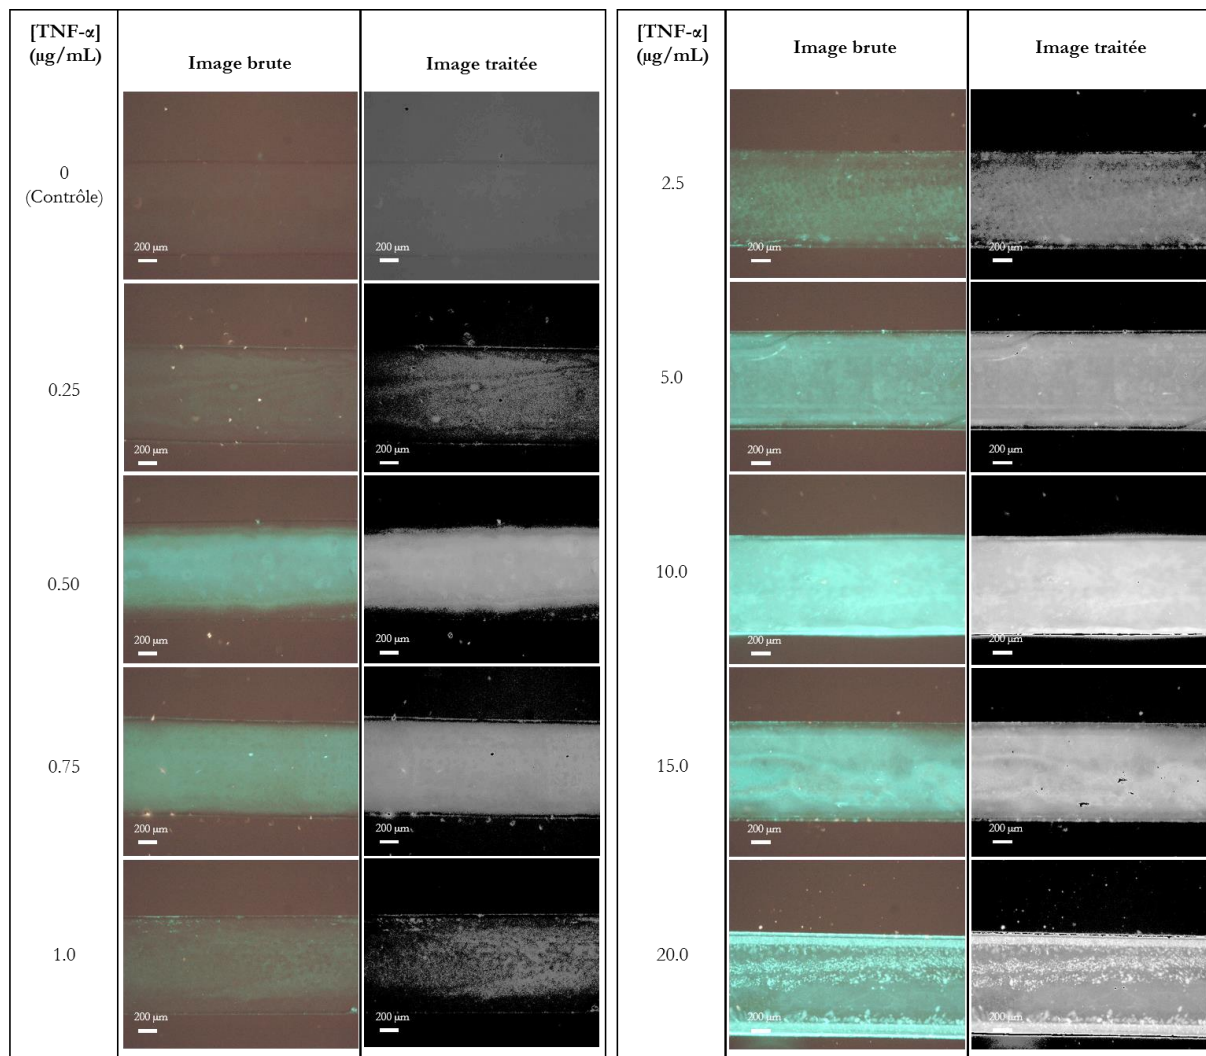 [TNF-α]
(µg/mL)
Image brute
Image traitée
0
(Contrôle)
200 µm
200 µm
0.25
200 µm
200 µm
0.50
200 µm
200 µm
0.75
200 µm
200 µm
1.0
200 µm
200 µm
[TNF-α]
(µg/mL)
Image brute
Image traitée
2.5
200 µm
200 µm
5.0
200 µm
200 µm
10.0
200 µm
200 µm
15.0
200 µm
200 µm
20.0
200 µm
200 µm